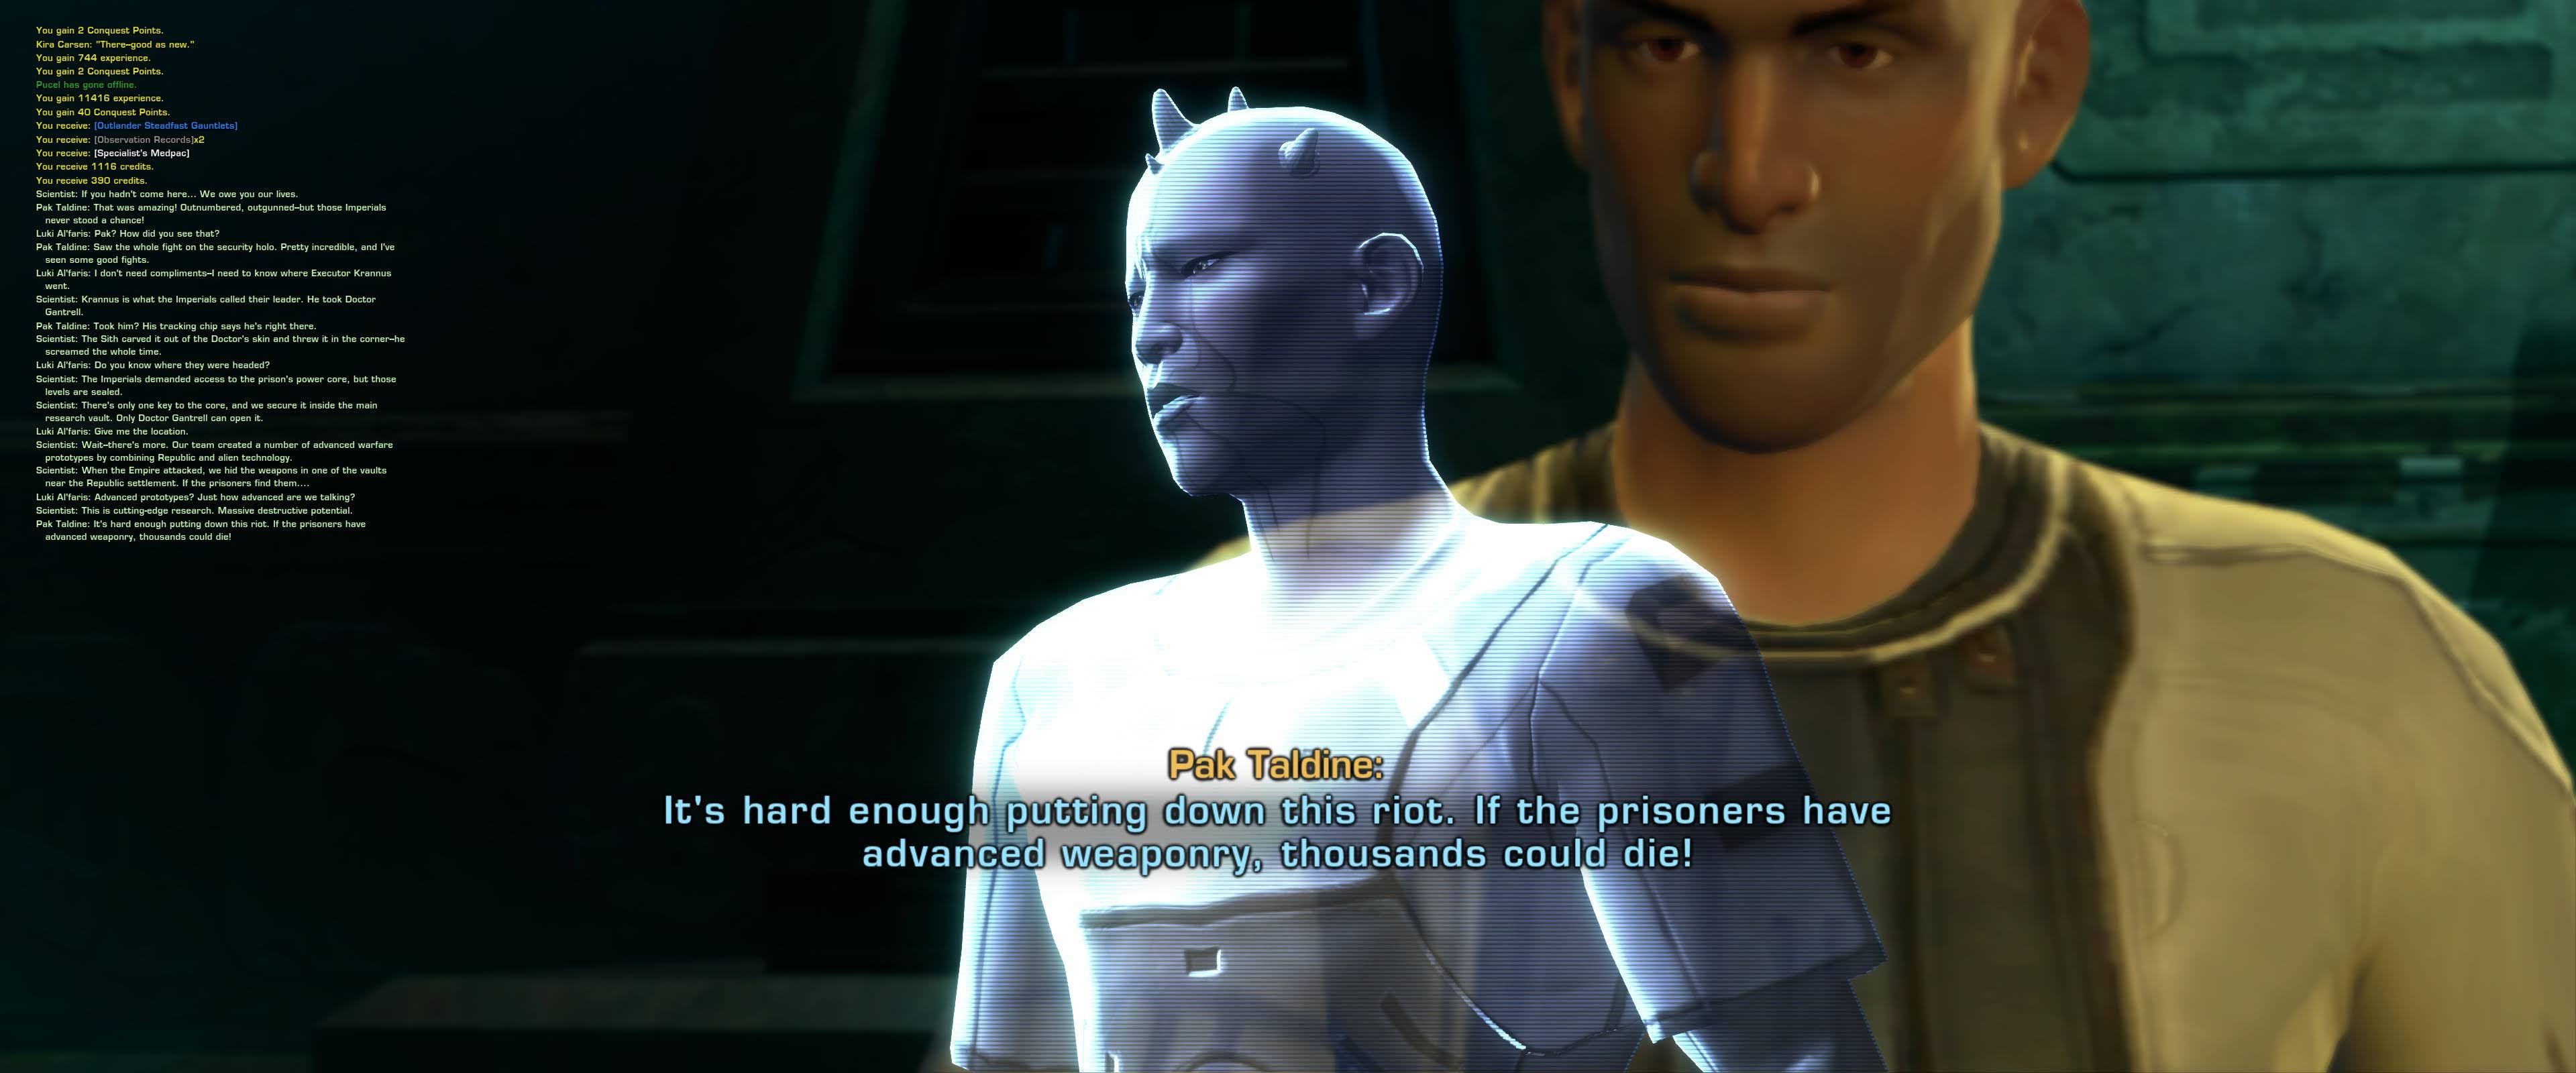 You gain 2 Conquest Points.
Kira Carsen: "There—good as new."
You gain 744 experience.
You gain 2 Conquest Points.
Pucel has gone offline.
You gain 11416 experience.
You gain 40 Conquest Points.
You receive: [Outlander Steadfast Gauntlets]
You receive: [Observation Records]x2
You receive: [Specialist's Medpac]
You receive 1116 credits.
You receive 390 credits.
Scientist: If you hadn't come here... We owe you our lives.
Pak Taldine: That was amazing! Outnumbered, outgunned—but those Imperials
never stood a chance!
Luki Al'faris: Pak? How did you see that?
Pak Taldine: Saw the whole fight on the security holo. Pretty incredible, and I've
seen some good fights.
Luki Al'faris: I don't need compliments—I need to know where Executor Krannus
went.
Scientist: Krannus is what the Imperials called their leader. He took Doctor
Gantrell.
Pak Taldine: Took him? His tracking chip says he's right there.
Scientist: The Sith carved it out of the Doctor's skin and threw it in the corner—he
screamed the whole time.
Luki Al'faris: Do you know where they were headed?
Scientist: The Imperials demanded access to the prison's power core, but those
levels are sealed.
Scientist: There's only one key to the core, and we secure it inside the main
research vault. Only Doctor Gantrell can open it.
Luki Al'faris: Give me the location.
Scientist: Wait—there's more. Our team created a number of advanced warfare
prototypes by combining Republic and alien technology.
Scientist: When the Empire attacked, we hid the weapons in one of the vaults
near the Republic settlement. If the prisoners find them....
Luki Al'faris: Advanced prototypes? Just how advanced are we talking?
Scientist: This is cutting-edge research. Massive destructive potential.
Pak Taldine: It's hard enough putting down this riot. If the prisoners have
advanced weaponry, thousands could die!
Pak Taldine:
It's hard enough putting down this riot. If the prisoners have
advanced weaponry, thousands could die!